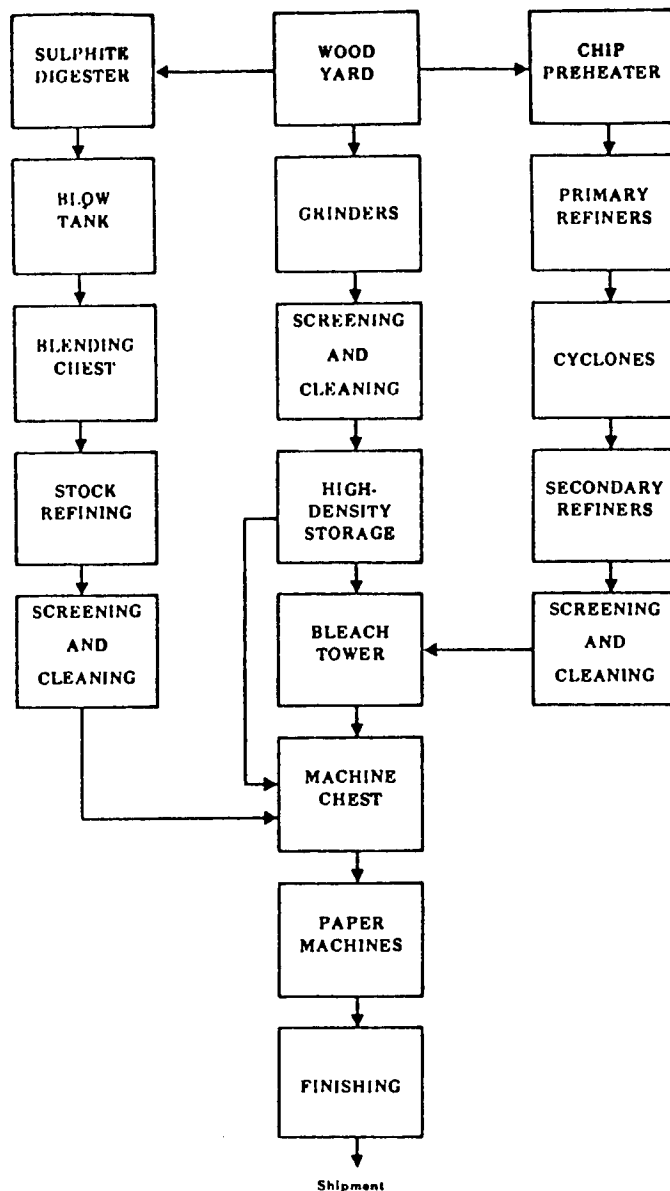 SULPHITE
DIGESTER
WOOD
YARD
CHIP
PREHEATER
BLOW
TANK
GRINDERS
PRIMARY
REFINERS
BLENDING
CHEST
SCREENING
AND
CLEANING
CYCLONES
STOCK
REFINING
HIGH-
DENSITY
STORAGE
SECONDARY
REFINERS
SCREENING
AND
CLEANING
BLEACH
TOWER
SCREENING
AND
CLEANING
MACHINE
CHEST
PAPER
MACHINES
FINISHING
Shipment